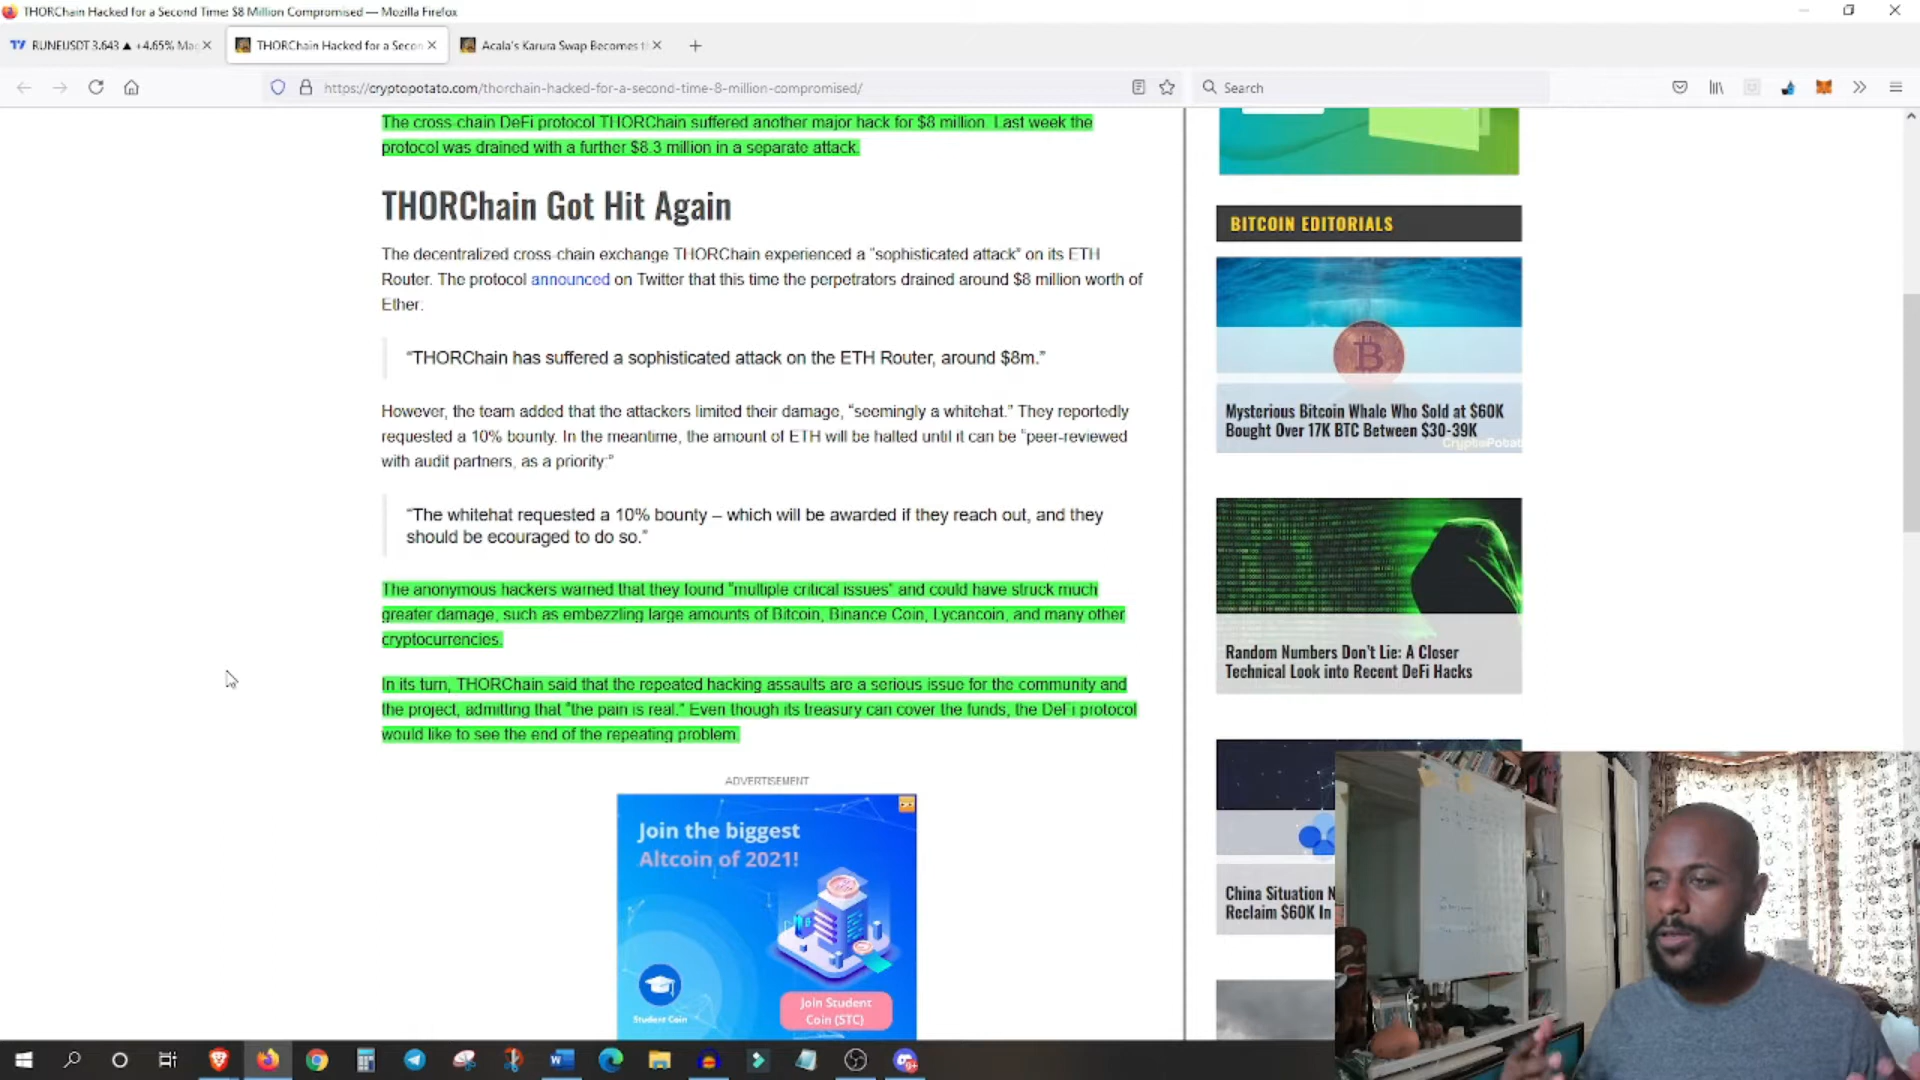 THORChain Hacked for a Second Time: $8 Million Compromised — Mozilla Firefox
RUNEUSDT 3.643 ▲ +4.65%
THORChain Hacked for a Secon
Acala's Karura Swap Becomes t
https://cryptopotato.com/thorchain-hacked-for-a-second-time-8-million-compromised/
Search
The cross-chain DeFi protocol THORChain suffered another major hack for $8 million. Last week the
protocol was drained with a further $8.3 million in a separate attack.
THORChain Got Hit Again
The decentralized cross-chain exchange THORChain experienced a “sophisticated attack” on its ETH
Router. The protocol announced on Twitter that this time the perpetrators drained around $8 million worth of
Ether:
“THORChain has suffered a sophisticated attack on the ETH Router, around $8m.”
However, the team added that the attackers limited their damage, “seemingly a whitehat.” They reportedly
requested a 10% bounty. In the meantime, the amount of ETH will be halted until it can be “peer-reviewed
with audit partners, as a priority:”
“The whitehat requested a 10% bounty – which will be awarded if they reach out, and they
should be ecouraged to do so.”
The anonymous hackers warned that they found “multiple critical issues” and could have struck much
greater damage, such as embezzling large amounts of Bitcoin, Binance Coin, Lycancoin, and many other
cryptocurrencies.
In its turn, THORChain said that the repeated hacking assaults are a serious issue for the community and
the project, admitting that “the pain is real.” Even though its treasury can cover the funds, the DeFi protocol
would like to see the end of the repeating problem.
ADVERTISEMENT
Join the biggest
Altcoin of 2021!
Student Coin
Join Student
Coin (STC)
BITCOIN EDITORIALS
Mysterious Bitcoin Whale Who Sold at $60K
Bought Over 17K BTC Between $30-39K
Random Numbers Don't Lie: A Closer
Technical Look into Recent DeFi Hacks
China Situation N
Reclaim $60K In